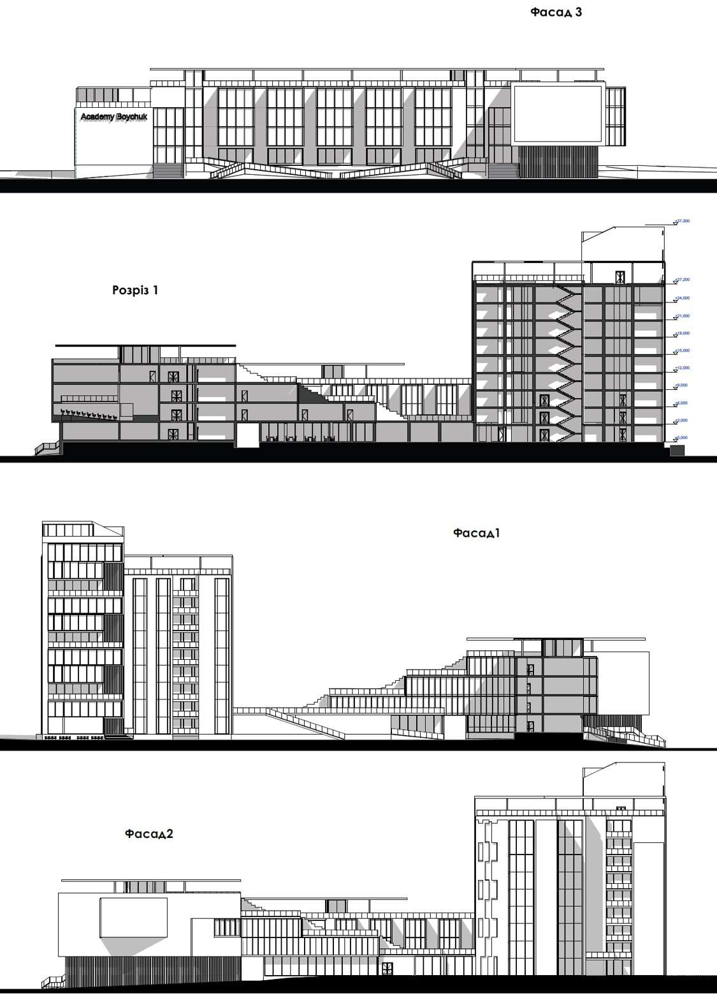 Фасад 3
Academy Boychuk
+37,300
Розріз 1
+27,200
+24,000
+21,000
+18,000
+15,000
+12,000
+9,000
+6,000
+3,000
+0,000
Фасад1
Фасад2